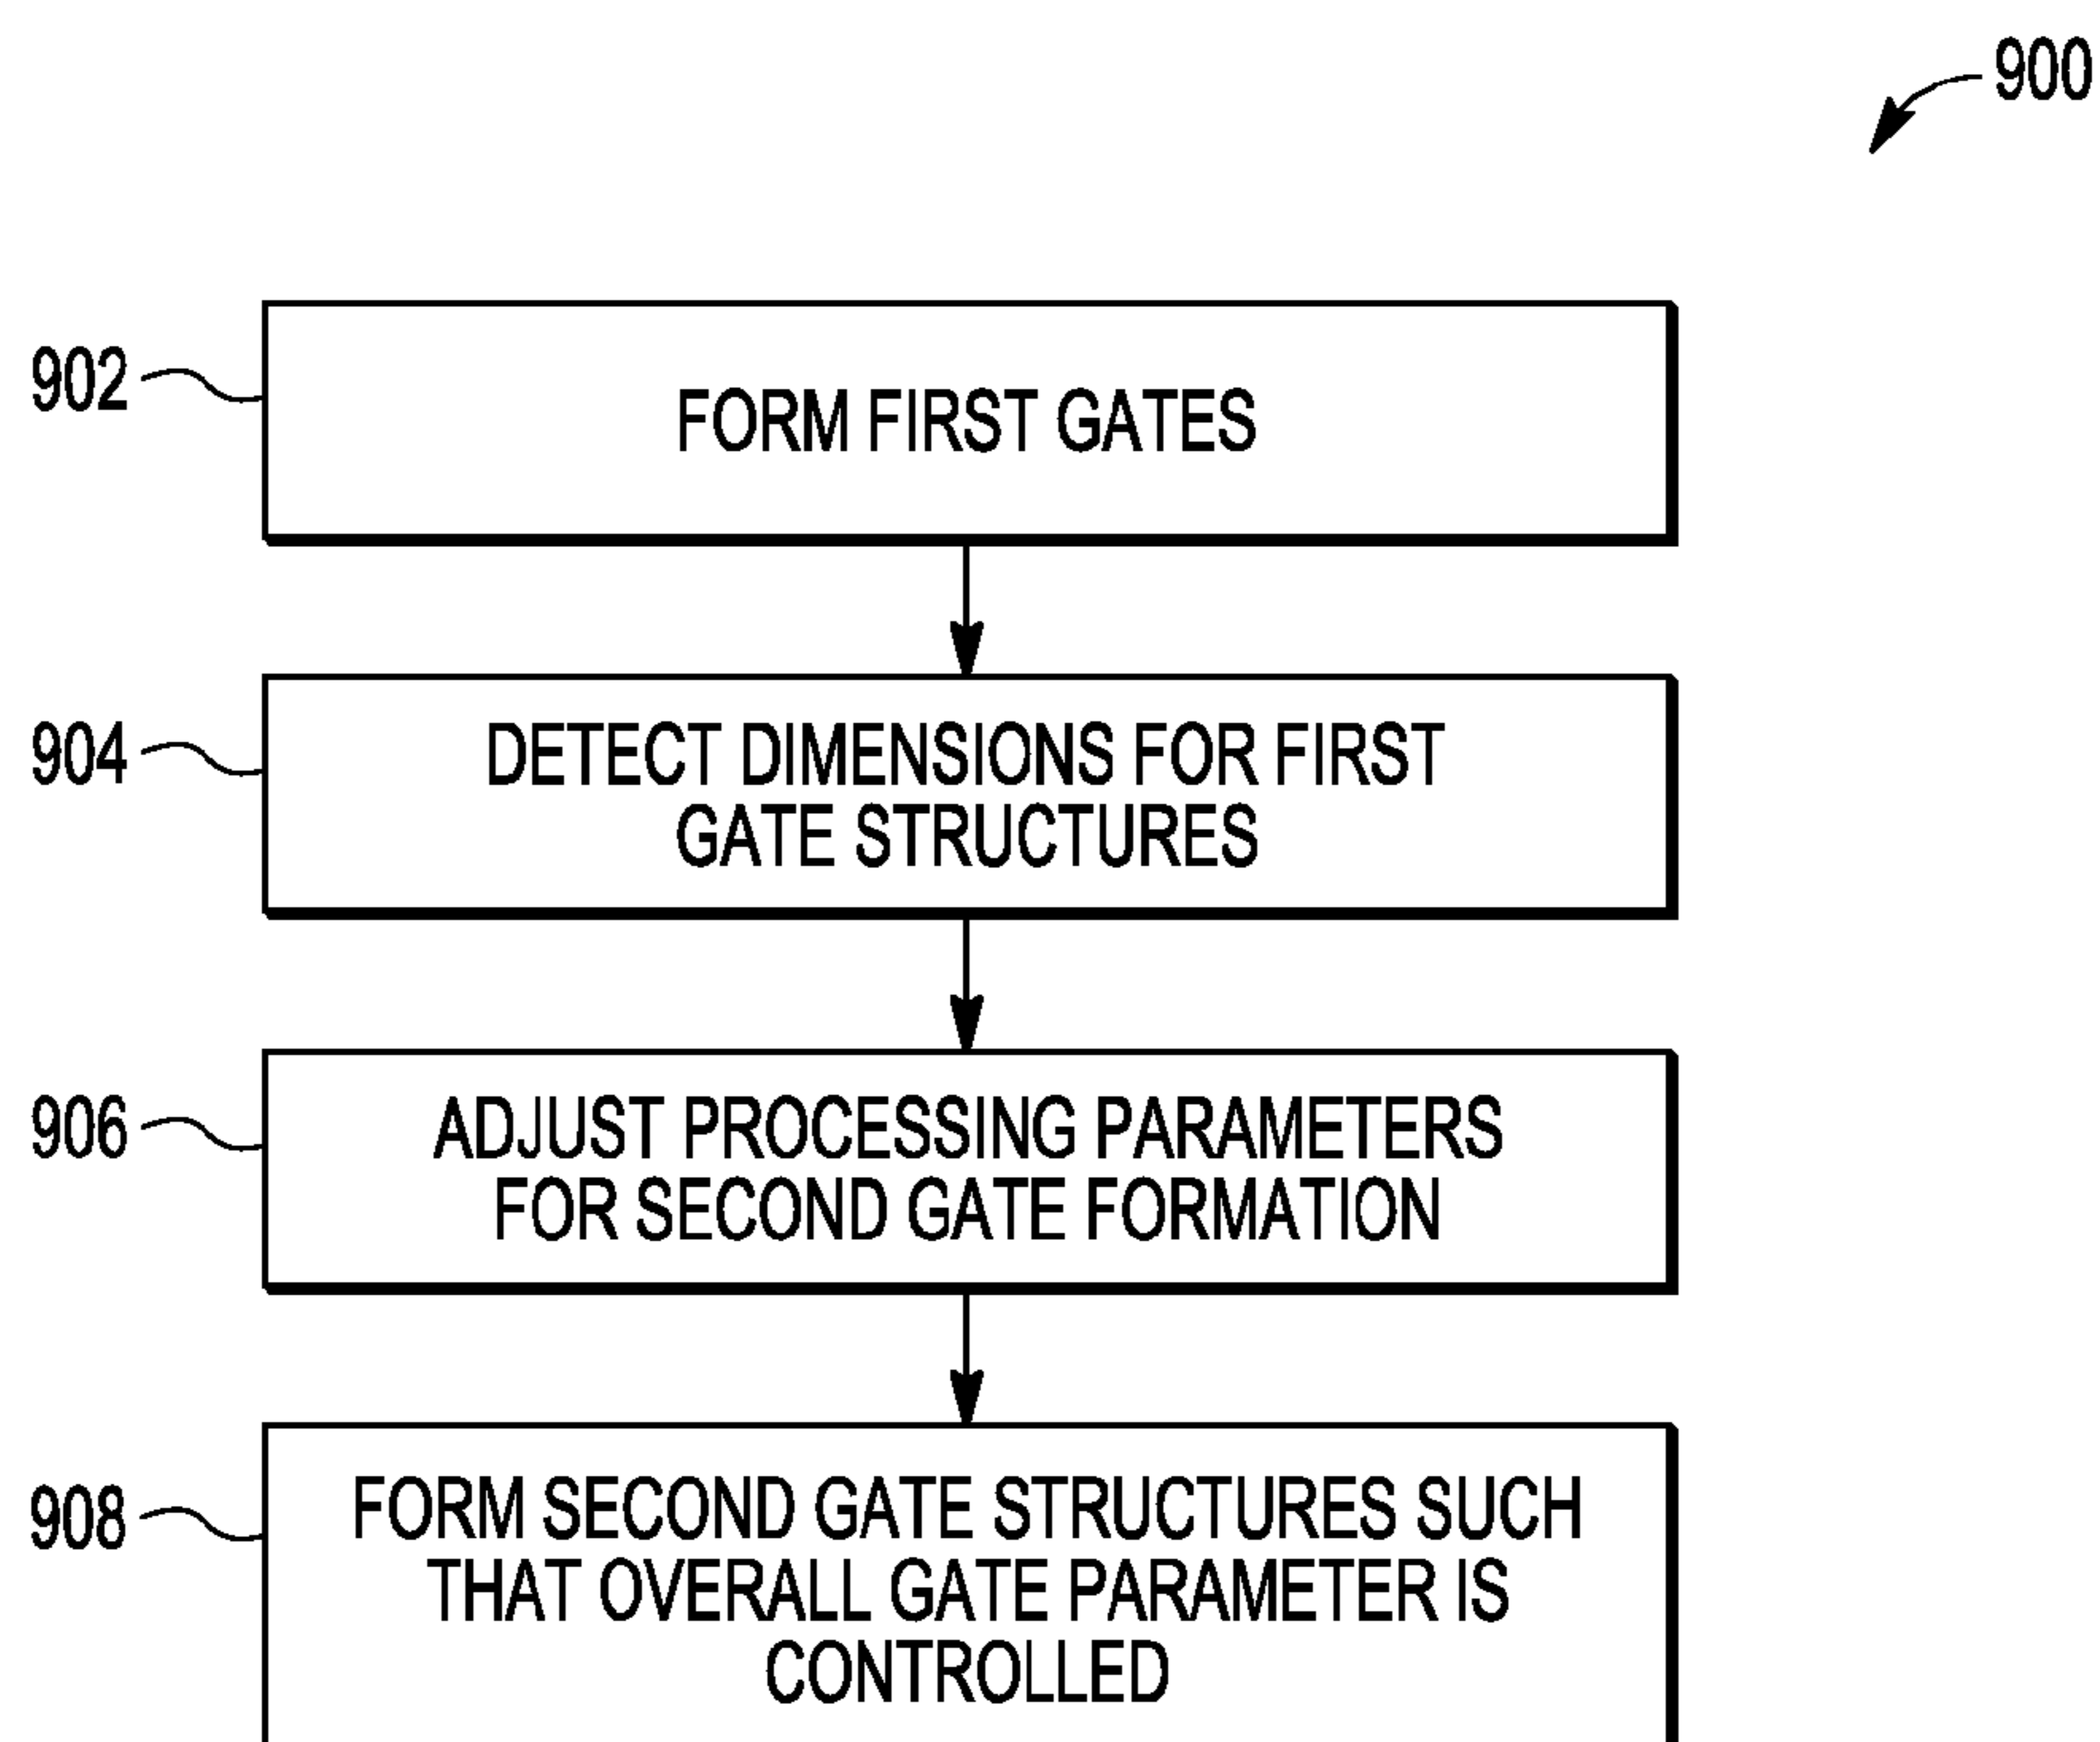 900
902
FORM FIRST GATES
904
DETECT DIMENSIONS FOR FIRST
GATE STRUCTURES
906
ADJUST PROCESSING PARAMETERS
FOR SECOND GATE FORMATION
908
FORM SECOND GATE STRUCTURES SUCH
THAT OVERALL GATE PARAMETER IS
CONTROLLED